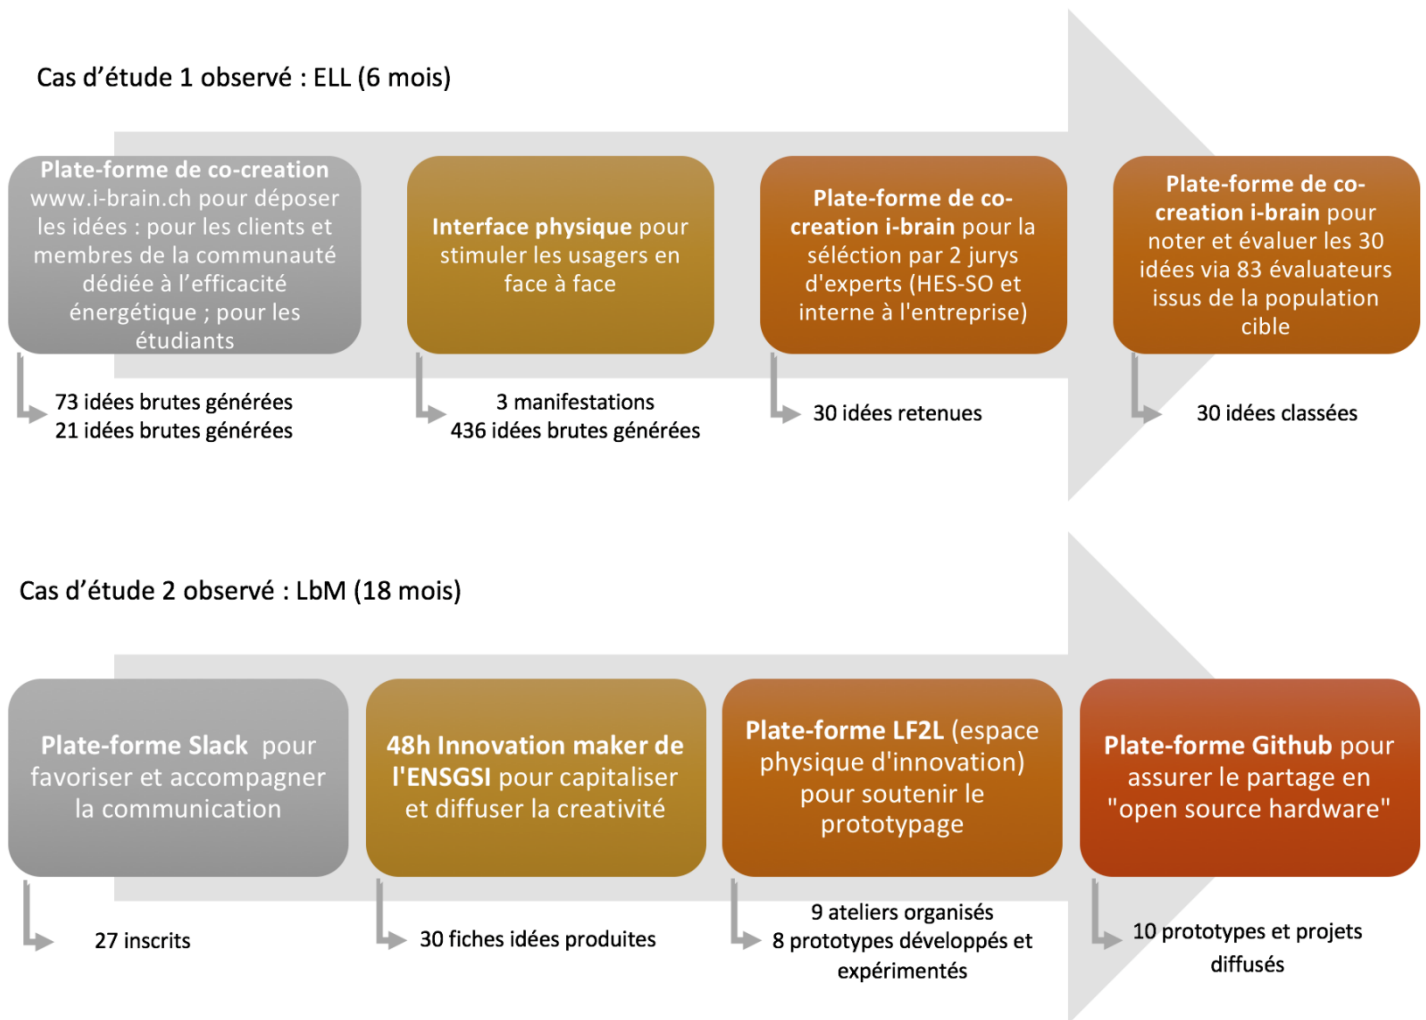 Cas d’étude 1 observé : ELL (6 mois)
Plate-forme de co-creation
www.i-brain.ch pour déposer
les idées : pour les clients et
membres de la communauté
dédiée à l’efficacité
énergétique ; pour les
étudiants
73 idées brutes générées
21 idées brutes générées
Interface physique pour
stimuler les usagers en
face à face
3 manifestations
436 idées brutes générées
Plate-forme de co-
creation i-brain pour la
séléction par 2 jurys
d'experts (HES-SO et
interne à l'entreprise)
30 idées retenues
Plate-forme de co-
creation i-brain pour
noter et évaluer les 30
idées via 83 évaluateurs
issus de la population
cible
30 idées classées
Cas d’étude 2 observé : LbM (18 mois)
Plate-forme Slack pour
favoriser et accompagner
la communication
27 inscrits
48h Innovation maker de
l'ENSGSI pour capitaliser
et diffuser la creativité
30 fiches idées produites
Plate-forme LF2L (espace
physique d'innovation)
pour soutenir le
prototypage
9 ateliers organisés
8 prototypes développés et
expérimentés
Plate-forme Github pour
assurer le partage en
"open source hardware"
10 prototypes et projets
diffusés